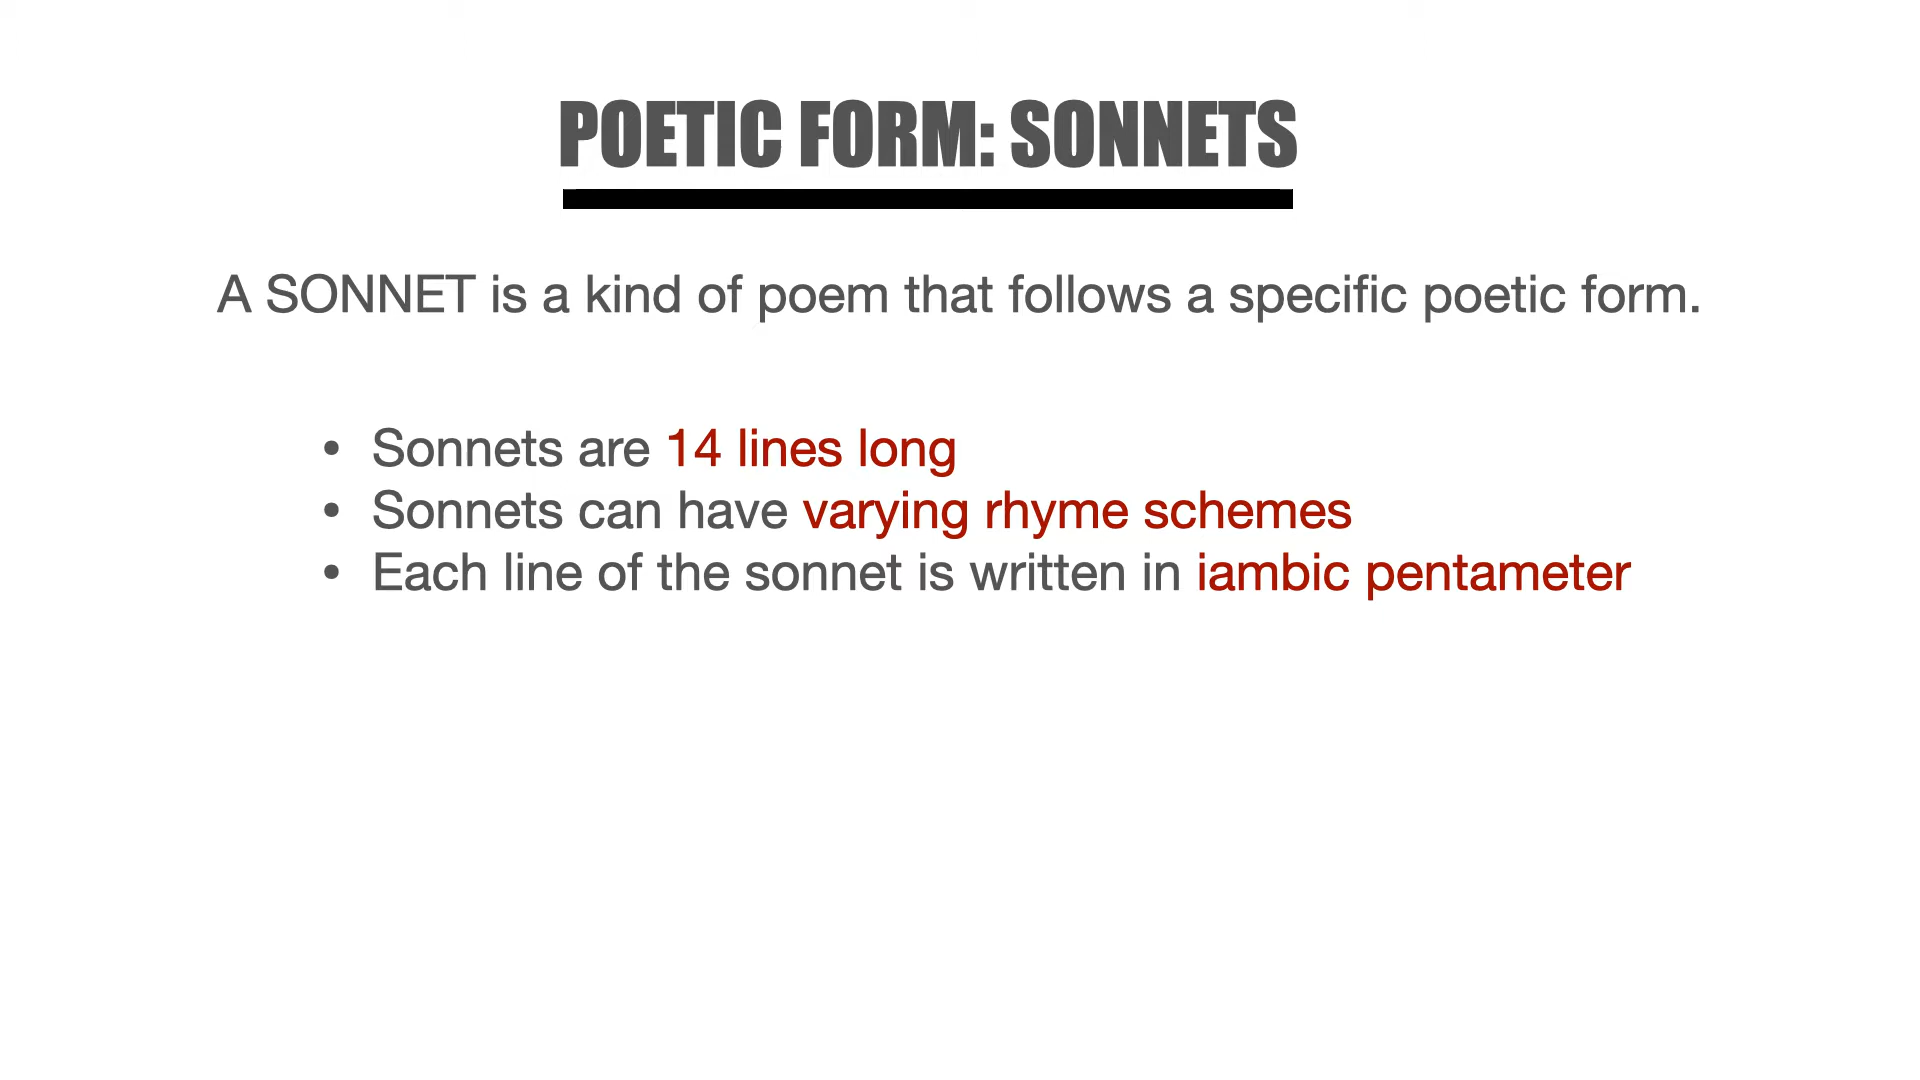 POETIC FORM: SONNETS
A SONNET is a kind of poem that follows a specific poetic form.
• Sonnets are 14 lines long
• Sonnets can have varying rhyme schemes
• Each line of the sonnet is written in iambic pentameter